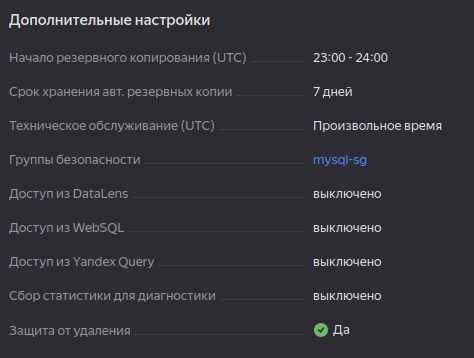 Дополнительные настройки
Начало резервного копирования (UTC) 23:00 - 24:00
Срок хранения авт. резервных копии 7 дней
Техническое обслуживание (UTC) Произвольное время
Группы безопасности mysql-sg
Доступ из DataLens выключено
Доступ из WebSQL выключено
Доступ из Yandex Query выключено
Сбор статистики для диагностики выключено
Защита от удаления Да